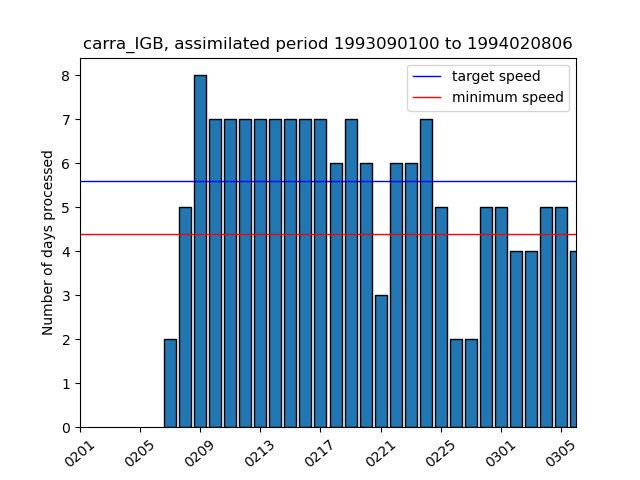 carra_IGB, assimilated period 1993090100 to 1994020806
target speed
minimum speed
Number of days processed
8
7
6
5
4
3
2
1
0
0201 0205 0209 0213 0217 0221 0225 0301 0305